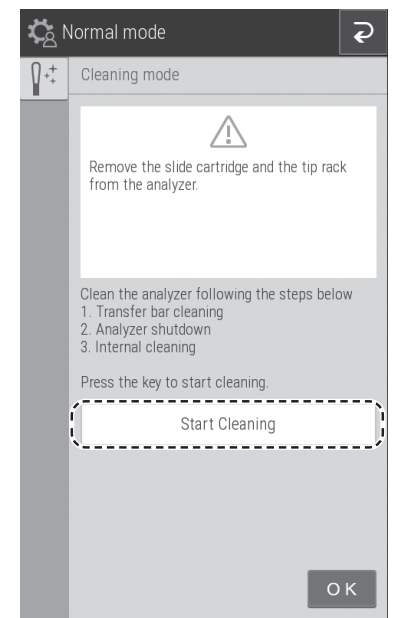 Normal mode
Cleaning mode
Remove the slide cartridge and the tip rack
from the analyzer.
Clean the analyzer following the steps below
1. Transfer bar cleaning
2. Analyzer shutdown
3. Internal cleaning
Press the key to start cleaning.
Start Cleaning
OK